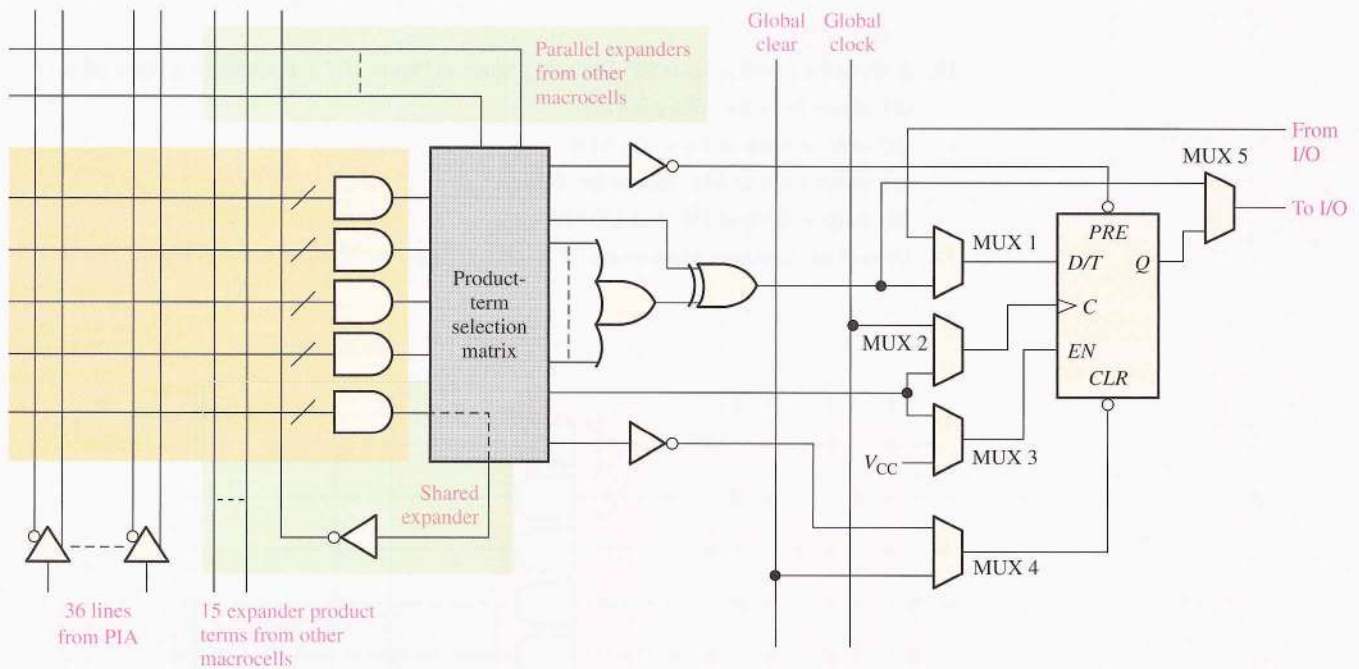 Global
clear
Global
clock
Parallel expanders
from other
macrocells
From
I/O
MUX 5
To I/O
MUX 1
PRE
D/T
Q
Product-
term
selection
matrix
C
MUX 2
EN
CLR
VCC
MUX 3
Shared
expander
MUX 4
36 lines
from PIA
15 expander product
terms from other
macrocells